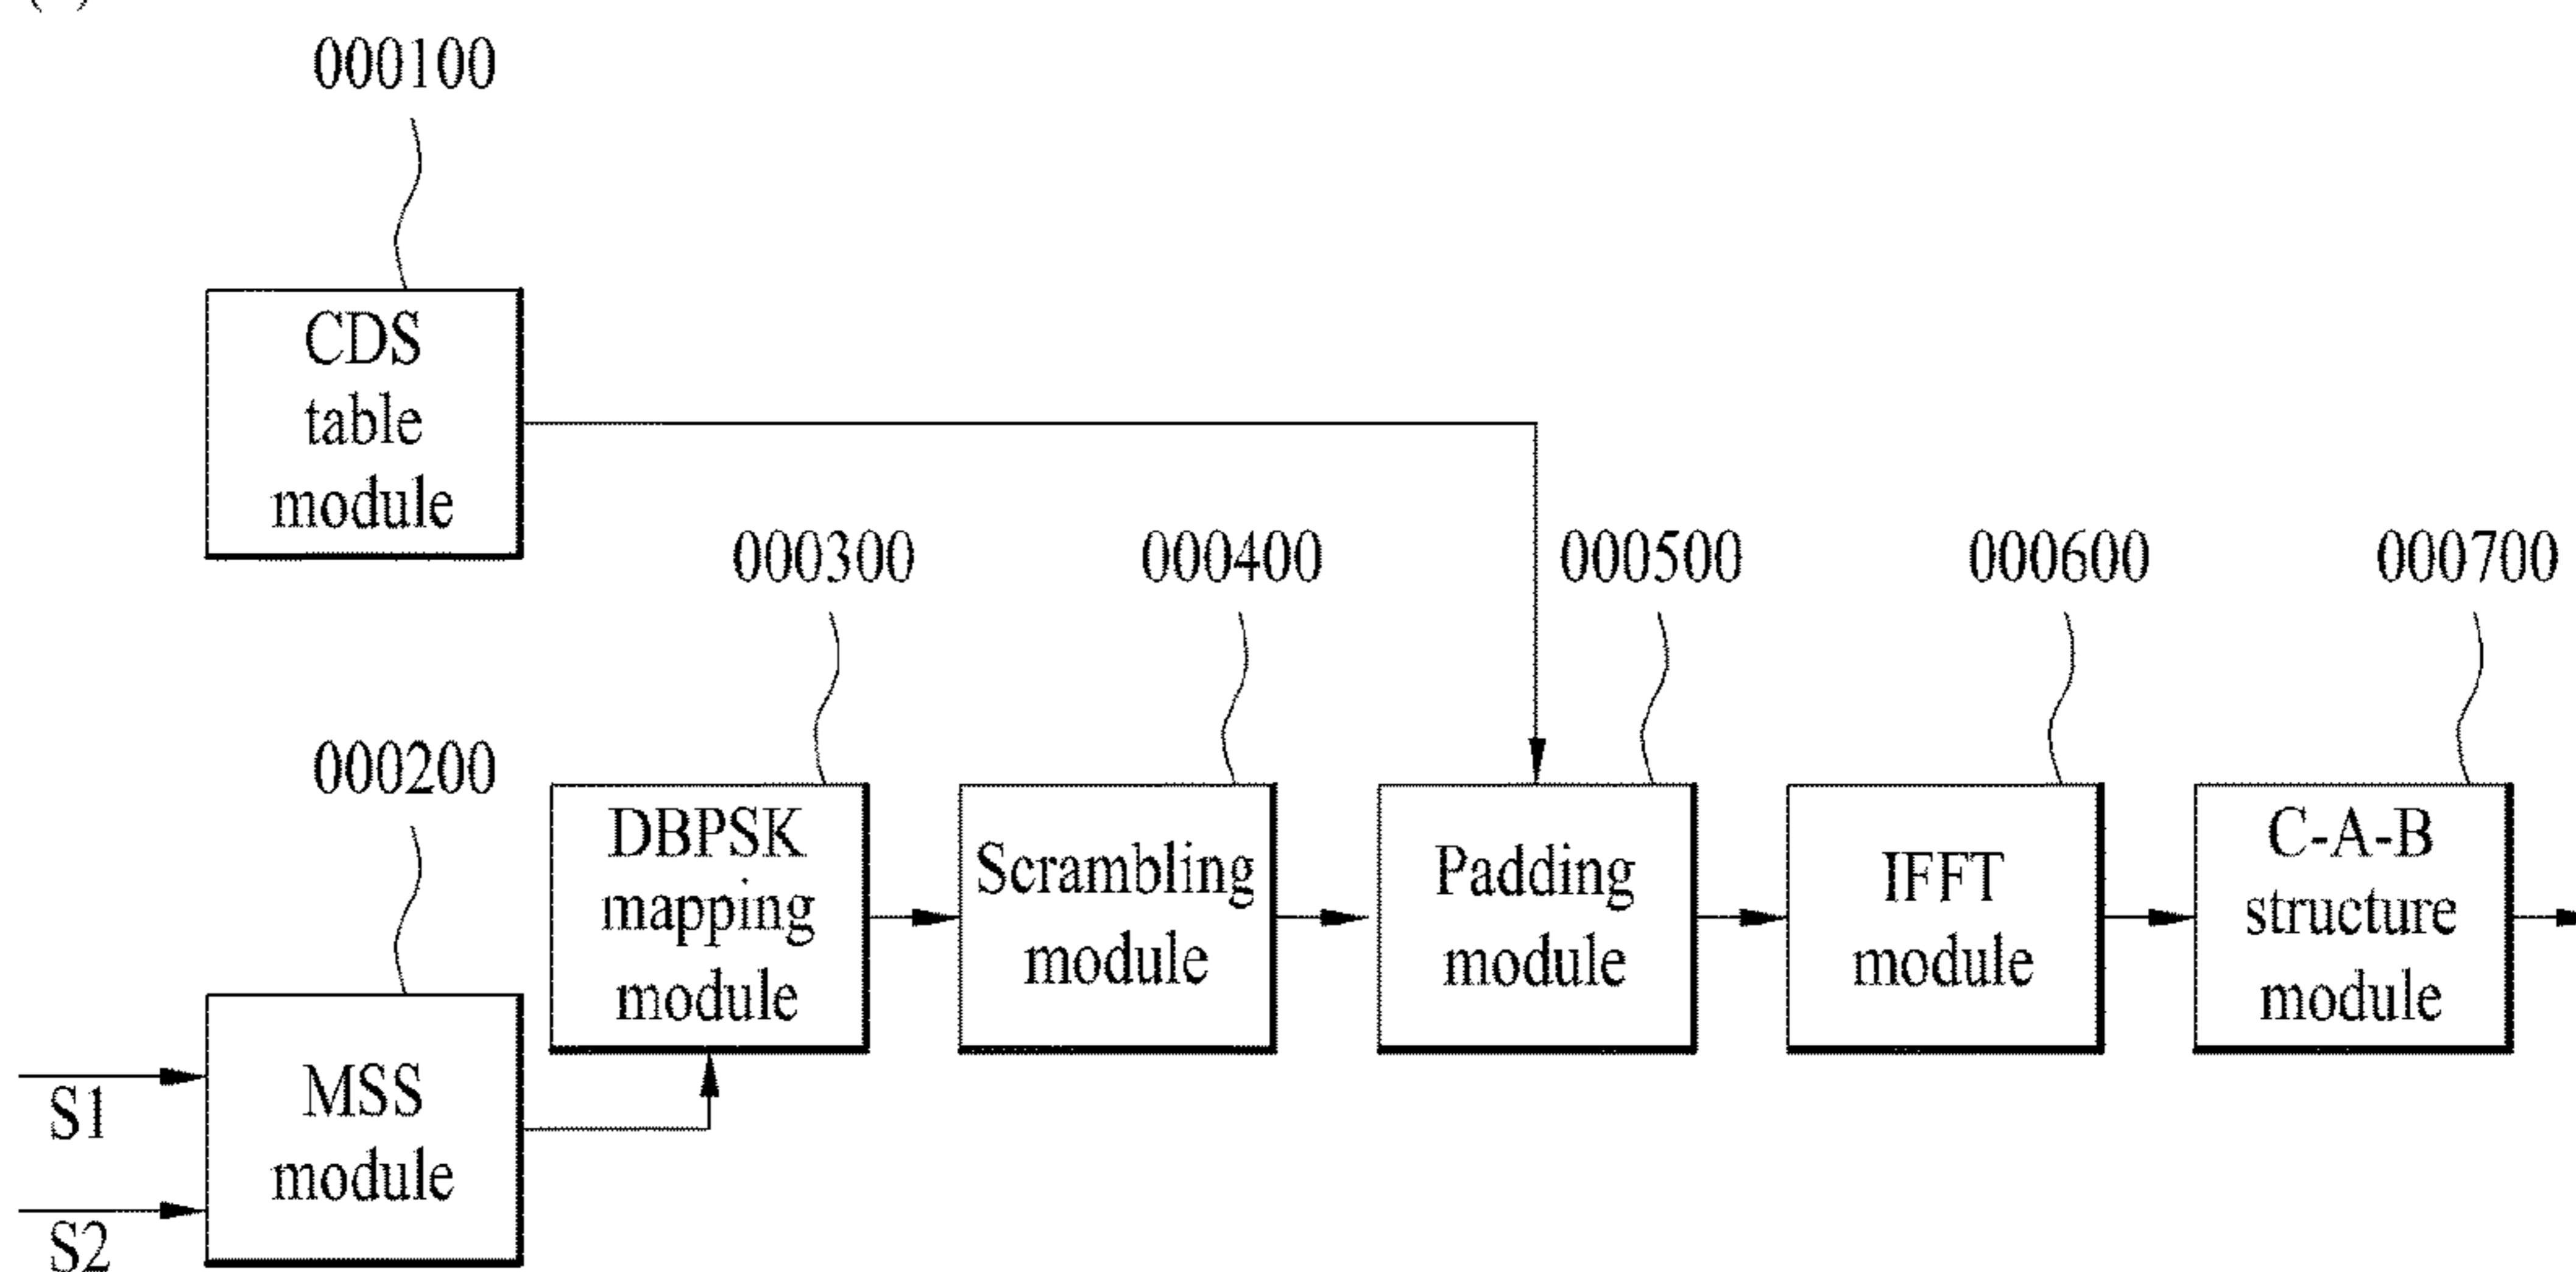 000100
CDS
table
module
000300
000400
000500
000600
000700
000200
DBPSK
mapping
module
Scrambling
module
Padding
module
IFFT
module
C-A-B
structure
module
MSS
module
S1
S2